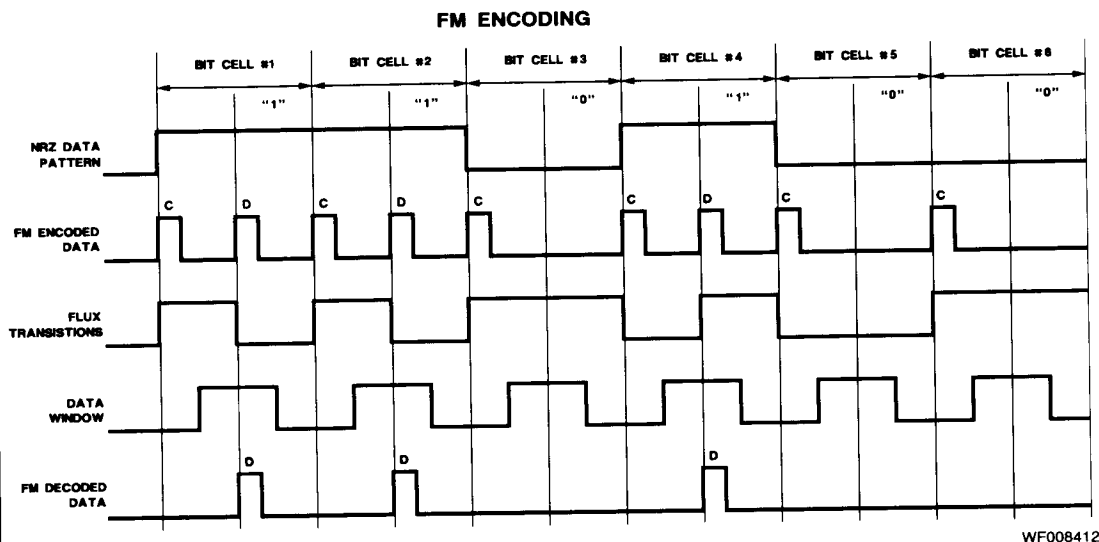 FM ENCODING
BIT CELL #1 BIT CELL #2 BIT CELL #3 BIT CELL #4 BIT CELL #5 BIT CELL #6
"1" "1" "0" "1" "0" "0"
NRZ DATA
PATTERN
C D C D C C D C C
FM ENCODED
DATA
FLUX
TRANSISTIONS
DATA
WINDOW
D D D
FM DECODED
DATA
WF008412